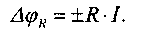 Δφ_R = ±R · I.